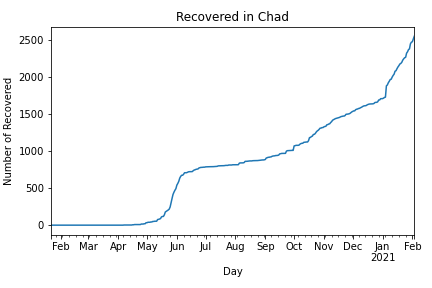 Recovered in Chad
Number of Recovered
2500
2000
1500
1000
500
0
Feb Mar Apr May Jun Jul Aug Sep Oct Nov Dec Jan Feb
2021
Day